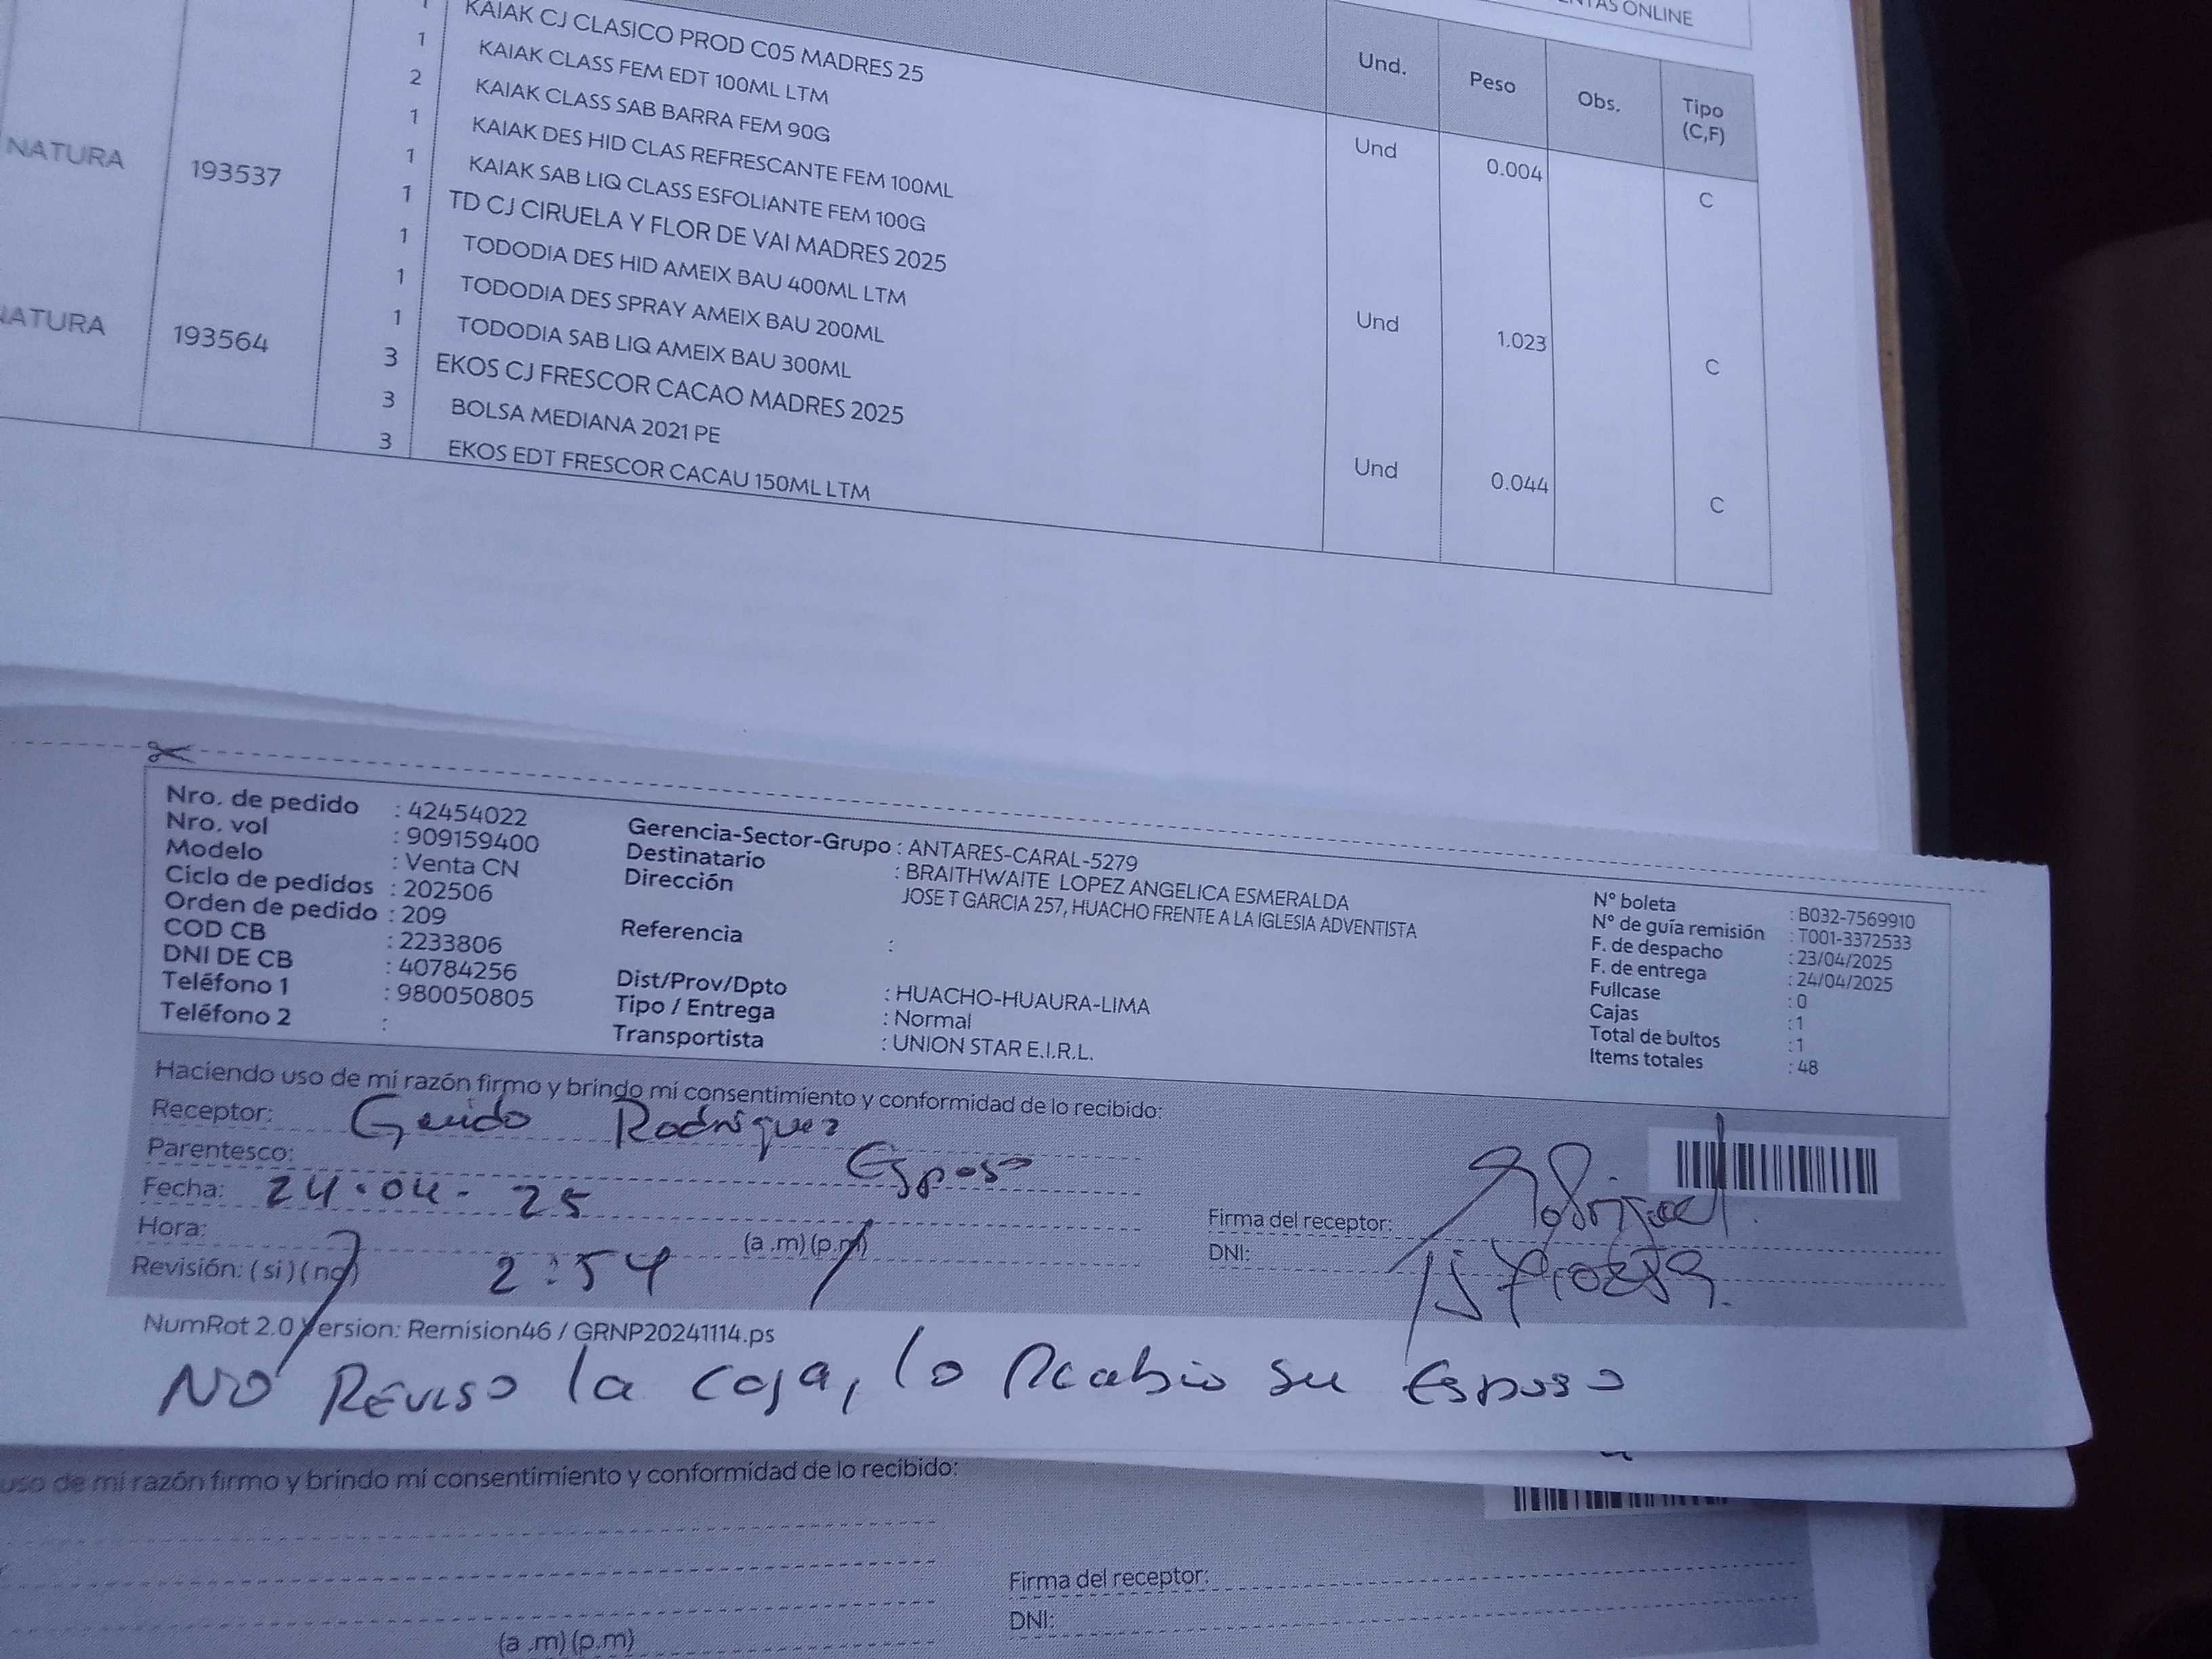 VENTAS ONLINE
Und. Peso Obs. Tipo (C,F)
1 KAIAK CJ CLASICO PROD C05 MADRES 25
1 KAIAK CLASS FEM EDT 100ML LTM
2 KAIAK CLASS SAB BARRA FEM 90G
1 KAIAK DES HID CLAS REFRESCANTE FEM 100ML
1 KAIAK SAB LIQ CLASS ESFOLIANTE FEM 100G
Und 0.004 C
NATURA 193537 1 TD CJ CIRUELA Y FLOR DE VAI MADRES 2025
1 TODODIA DES HID AMEIX BAU 400ML LTM
1 TODODIA DES SPRAY AMEIX BAU 200ML
1 TODODIA SAB LIQ AMEIX BAU 300ML
Und 1.023 C
NATURA 193564 3 EKOS CJ FRESCOR CACAO MADRES 2025
3 BOLSA MEDIANA 2021 PE
3 EKOS EDT FRESCOR CACAU 150ML LTM
Und 0.044 C
Nro. de pedido : 42454022
Nro. vol : 909159400
Modelo : Venta CN
Ciclo de pedidos : 202506
Orden de pedido : 209
COD CB : 2233806
DNI DE CB : 40784256
Teléfono 1 : 980050805
Teléfono 2 :
Gerencia-Sector-Grupo : ANTARES-CARAL-5279
Destinatario : BRAITHWAITE LOPEZ ANGELICA ESMERALDA
Dirección JOSE T GARCIA 257, HUACHO FRENTE A LA IGLESIA ADVENTISTA
Referencia :
Dist/Prov/Dpto : HUACHO-HUAURA-LIMA
Tipo / Entrega : Normal
Transportista : UNION STAR E.I.R.L.
N° boleta : B032-7569910
N° de guía remisión : T001-3372533
F. de despacho : 23/04/2025
F. de entrega : 24/04/2025
Fullcase : 0
Cajas : 1
Total de bultos : 1
Items totales : 48
Haciendo uso de mi razón firmo y brindo mi consentimiento y conformidad de lo recibido:
Receptor: Rodriguez
Parentesco: Esposo
Fecha: 24.04.25
Hora: 2:54 (a.m) (p.m)
Revisión: (si) (no)
Firma del receptor:
DNI:
NumRot 2.0 Version: Remision46 / GRNP20241114.ps
NO REVISO la caja, lo Recabio su Esposo
uso de mi razón firmo y brindo mi consentimiento y conformidad de lo recibido:
Firma del receptor:
DNI:
(a .m) (p.m)